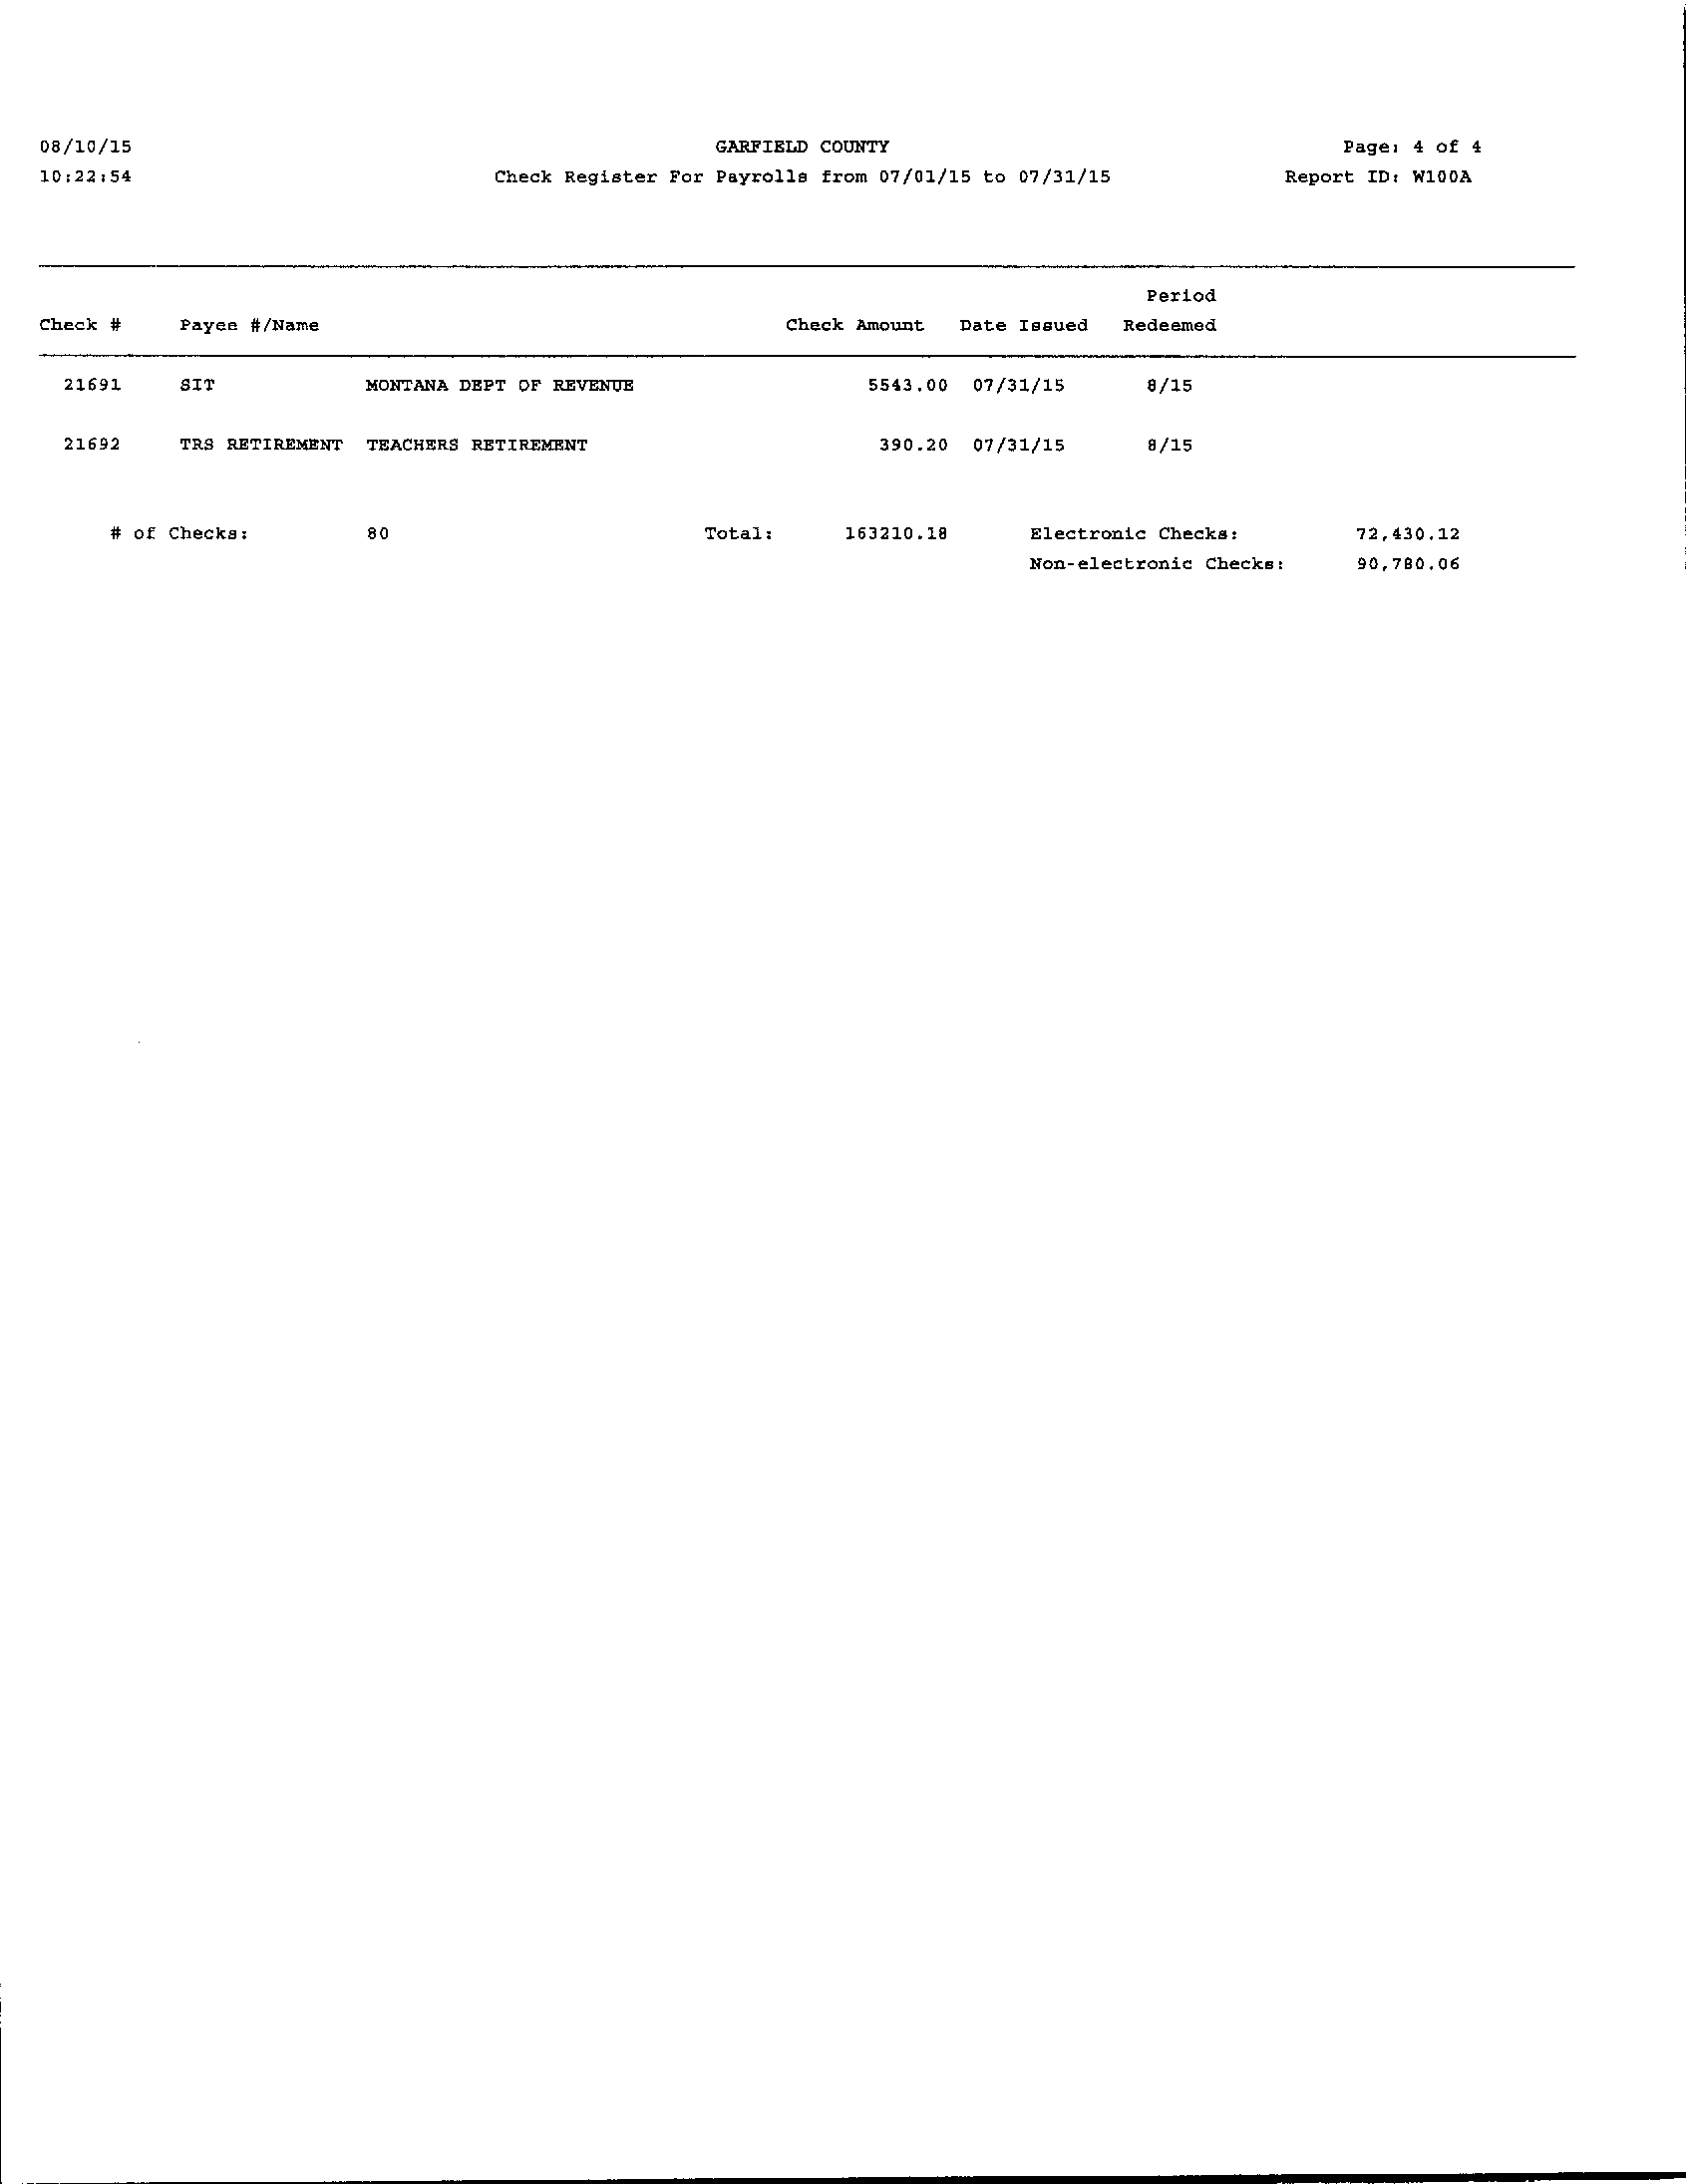 08/10/15 GARFIELD COUNTY Page: 4 of 4
10:22:54 Check Register For Payrolls from 07/01/15 to 07/31/15 Report ID: W100A
Period
Check # Payee #/Name Check Amount Date Issued Redeemed
21691 SIT MONTANA DEPT OF REVENUE 5543.00 07/31/15 8/15
21692 TRS RETIREMENT TEACHERS RETIREMENT 390.20 07/31/15 8/15
# of Checks: 80 Total: 163210.18 Electronic Checks: 72,430.12
Non-electronic Checks: 90,780.06